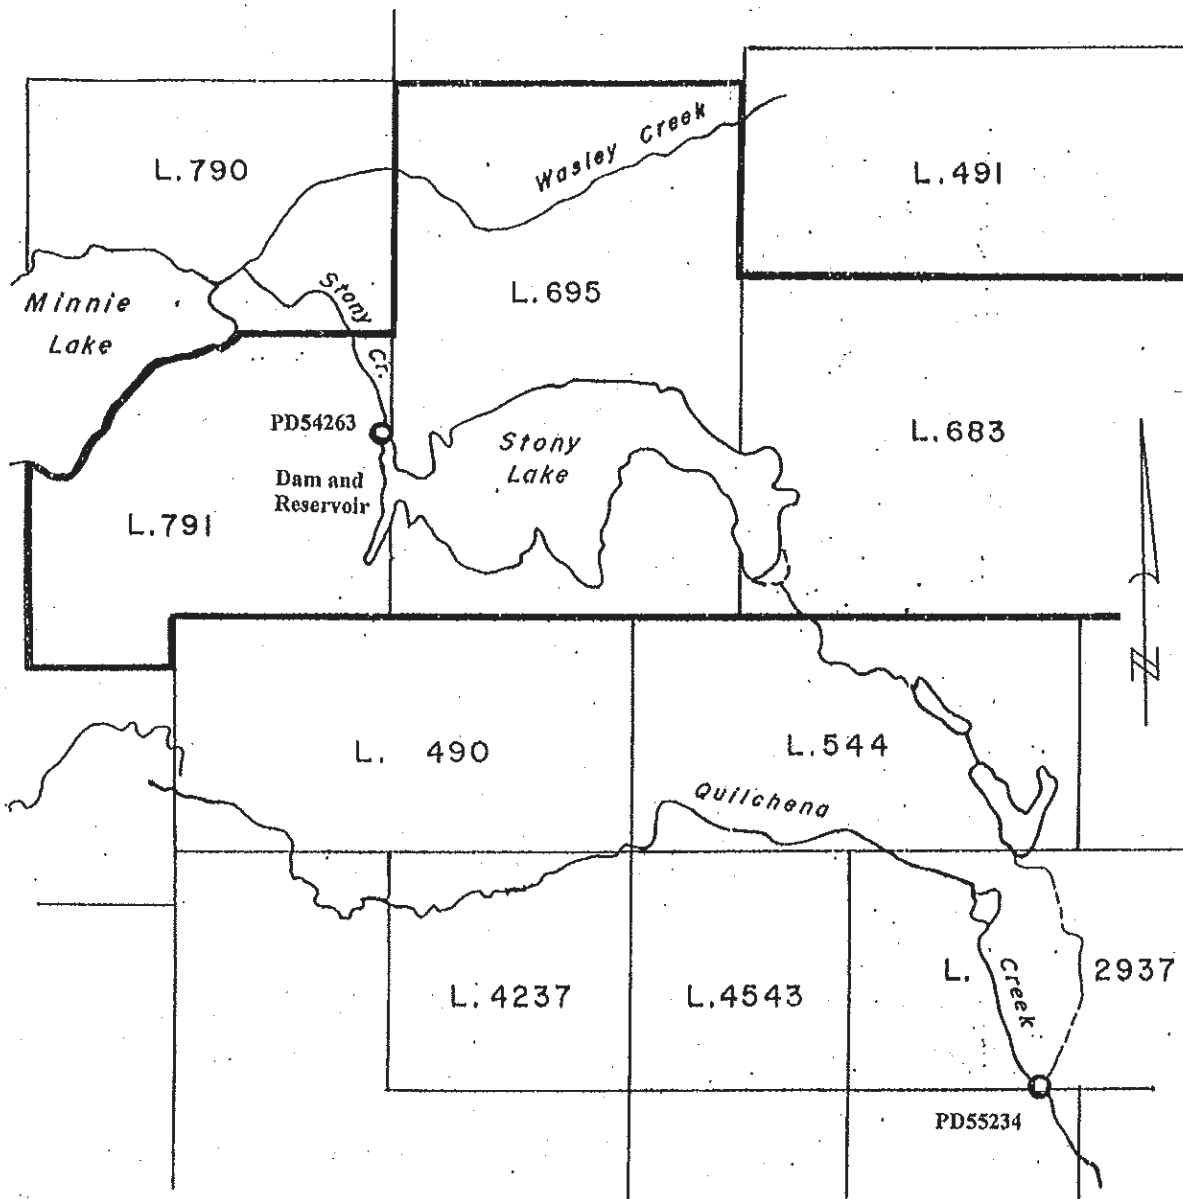 Wasley Creek
L.790
L.491
Stony
Cr.
L.695
Minnie
Lake
PD54263
L.683
Stony
Lake
Dam and
Reservoir
L.791
L. 490
L.544
Quilchena
L. 2937
Creek
L.4237
L.4543
N
PD55234